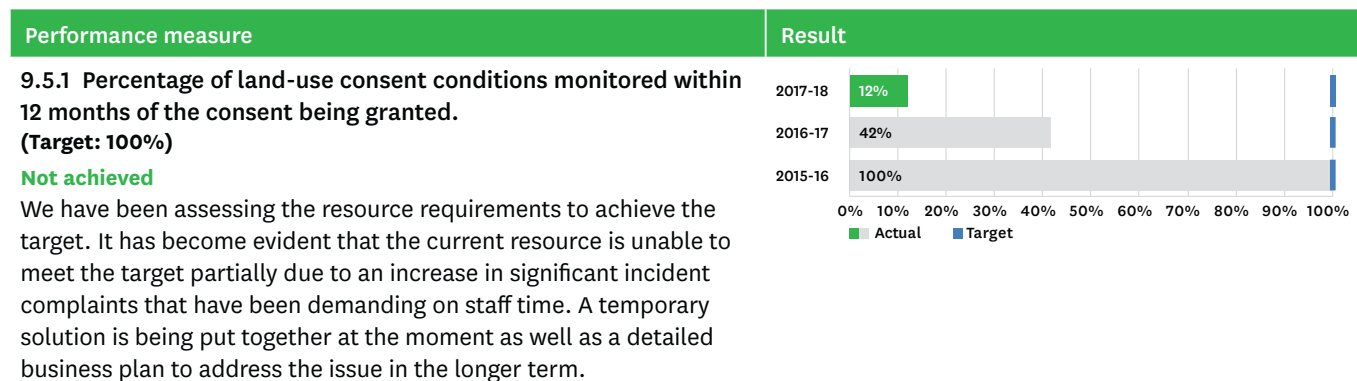 Performance measure
Result
9.5.1 Percentage of land-use consent conditions monitored within
12 months of the consent being granted.
(Target: 100%)
Not achieved
We have been assessing the resource requirements to achieve the
target. It has become evident that the current resource is unable to
meet the target partially due to an increase in significant incident
complaints that have been demanding on staff time. A temporary
solution is being put together at the moment as well as a detailed
business plan to address the issue in the longer term.
2017-18 12%
2016-17 42%
2015-16 100%
0% 10% 20% 30% 40% 50% 60% 70% 80% 90% 100%
Actual Target